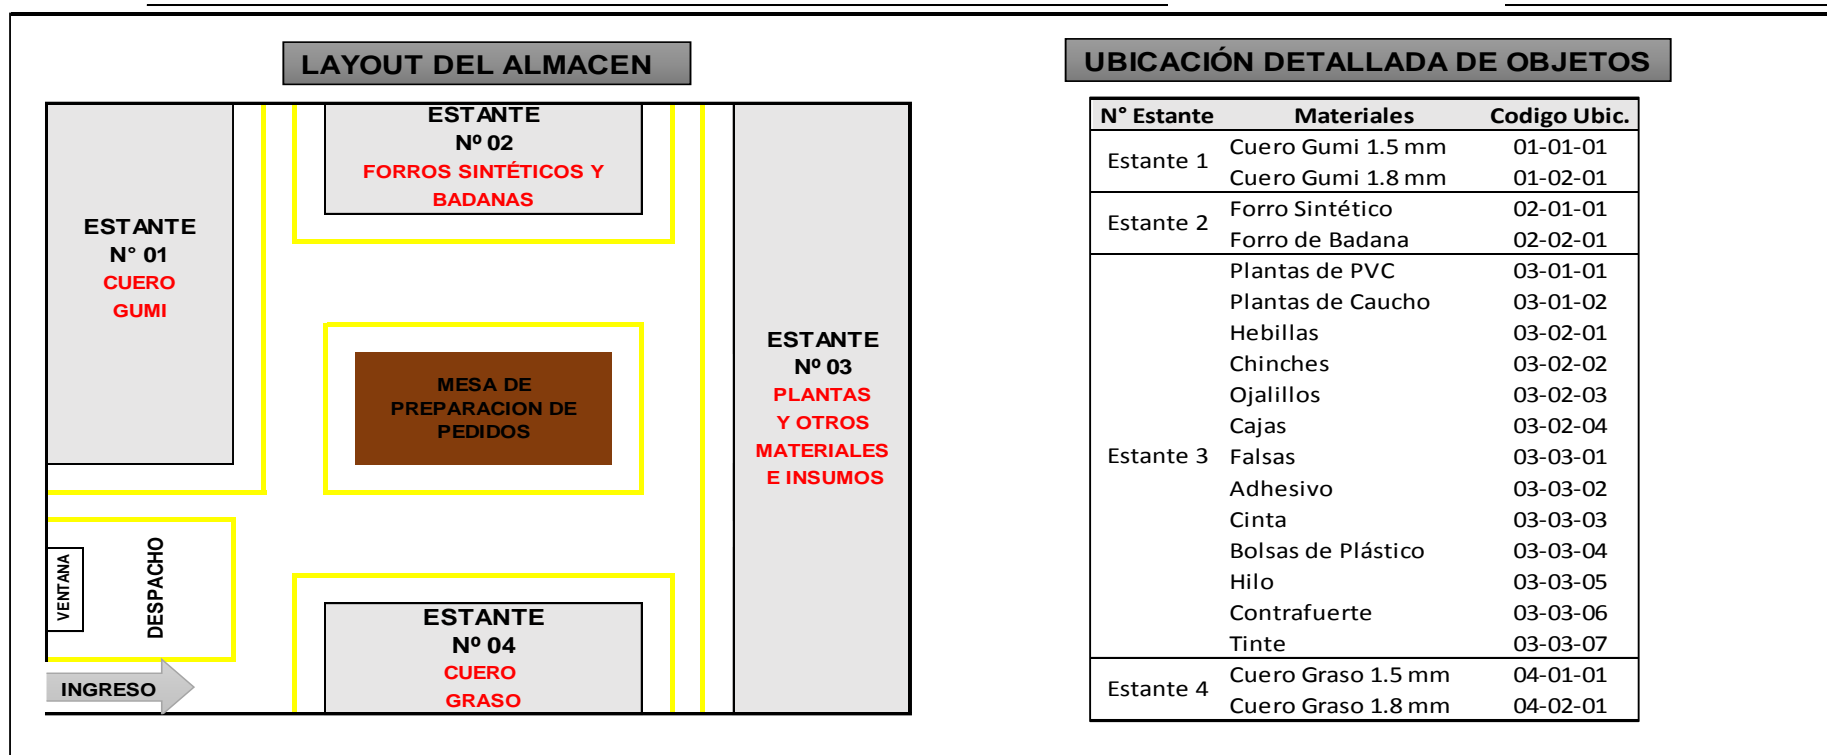 LAYOUT DEL ALMACEN
ESTANTE
N° 01
CUERO
GUMI
ESTANTE
Nº 02
FORROS SINTÉTICOS Y
BADANAS
MESA DE
PREPARACION DE
PEDIDOS
ESTANTE
Nº 03
PLANTAS
Y OTROS
MATERIALES
E INSUMOS
VENTANA
DESPACHO
INGRESO
ESTANTE
Nº 04
CUERO
GRASO
UBICACIÓN DETALLADA DE OBJETOS
N° Estante Materiales Codigo Ubic.
Estante 1
Cuero Gumi 1.5 mm 01-01-01
Cuero Gumi 1.8 mm 01-02-01
Estante 2
Forro Sintético 02-01-01
Forro de Badana 02-02-01
Estante 3
Plantas de PVC 03-01-01
Plantas de Caucho 03-01-02
Hebillas 03-02-01
Chinches 03-02-02
Ojalillos 03-02-03
Cajas 03-02-04
Falsas 03-03-01
Adhesivo 03-03-02
Cinta 03-03-03
Bolsas de Plástico 03-03-04
Hilo 03-03-05
Contrafuerte 03-03-06
Tinte 03-03-07
Estante 4
Cuero Graso 1.5 mm 04-01-01
Cuero Graso 1.8 mm 04-02-01